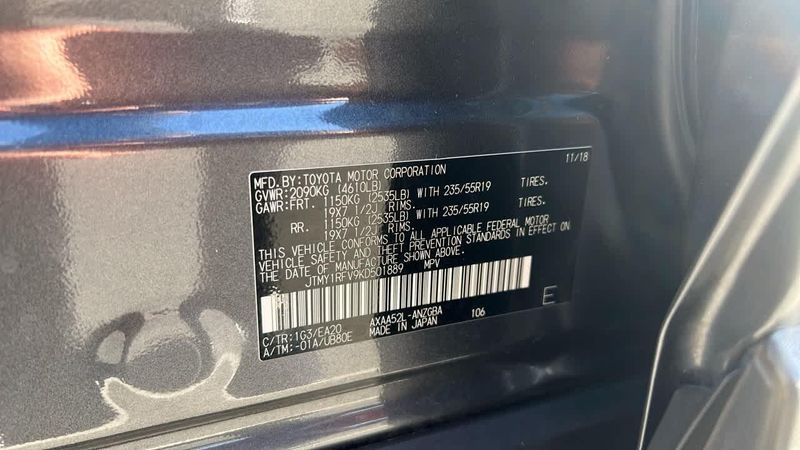 MFD.BY:TOYOTA MOTOR CORPORATION 11/18
GVWR:2090KG (4610LB)
GAWR:FRT. 1150KG (2535LB) WITH 235/55R19 TIRES.
19X7 1/2J RIMS.
RR. 1150KG (2535LB) WITH 235/55R19 TIRES.
19X7 1/2J RIMS.
THIS VEHICLE CONFORMS TO ALL APPLICABLE FEDERAL MOTOR
VEHICLE SAFETY AND THEFT PREVENTION STANDARDS IN EFFECT ON
THE DATE OF MANUFACTURE SHOWN ABOVE.
JTMY1RFV9KD501889 MPV
E
C/TR:1G3/EA20 AXAA52L-ANZGBA 106
A/TM:-01A/UB80E MADE IN JAPAN